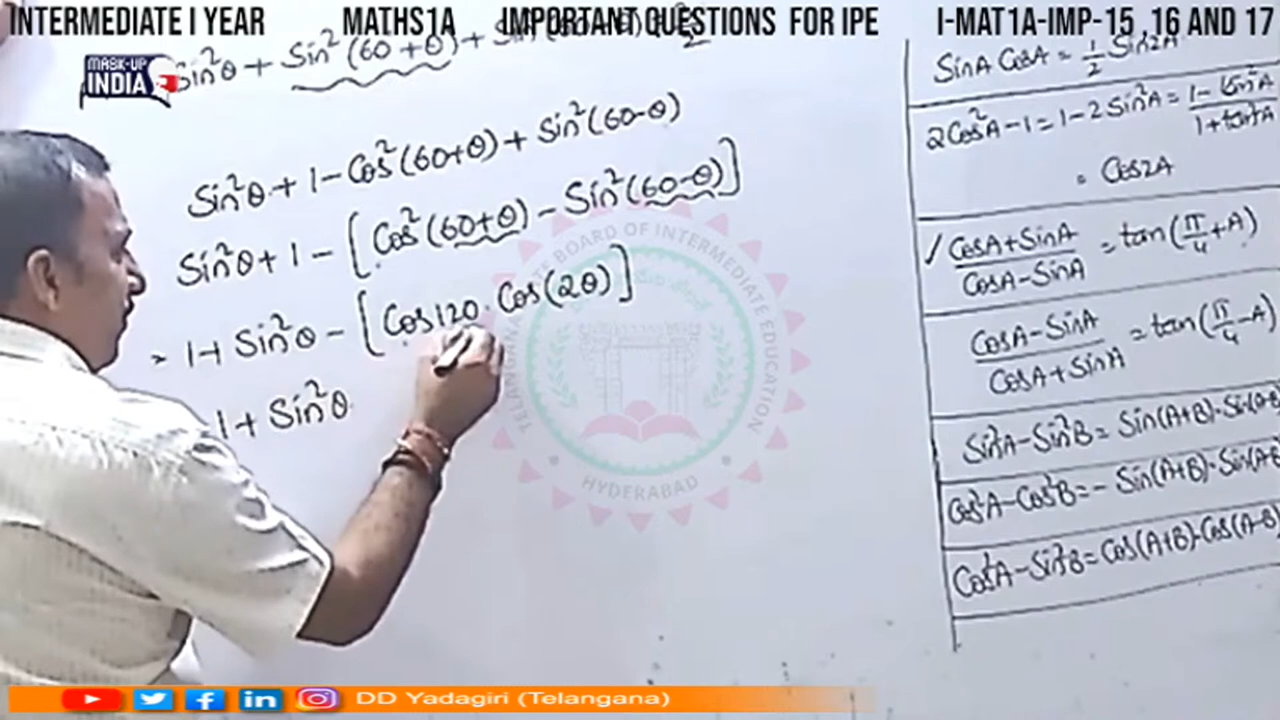 INTERMEDIATE I YEAR MATHS1A IMPORTANT QUESTIONS FOR IPE I-MAT1A-IMP-15, 16 AND 17
MASK-UP
INDIA
Sin²θ + Sin²(60+θ) +
Sin²θ + 1 - Cos²(60+θ) + Sin²(60-θ)
Sin²θ + 1 - [Cos²(60+θ) - Sin²(60-θ)]
= 1 + Sin²θ - [Cos120 · Cos(2θ)]
1 + Sin²θ
SinA CosA = 1/2 Sin2A
2Cos²A - 1 = 1 - 2Sin²A = 1 - tan²A / 1 + tan²A
= Cos2A
✓ CosA + SinA / CosA - SinA = tan(π/4 + A)
CosA - SinA / CosA + SinA = tan(π/4 - A)
Sin²A - Sin²B = Sin(A+B)·Sin(A-B
Cos²A - Cos²B = - Sin(A+B)·Sin(A-B
Cos²A - Sin²B = Cos(A+B)·Cos(A-B)
TELANGANA STATE BOARD OF INTERMEDIATE EDUCATION
HYDERABAD
DD Yadagiri (Telangana)